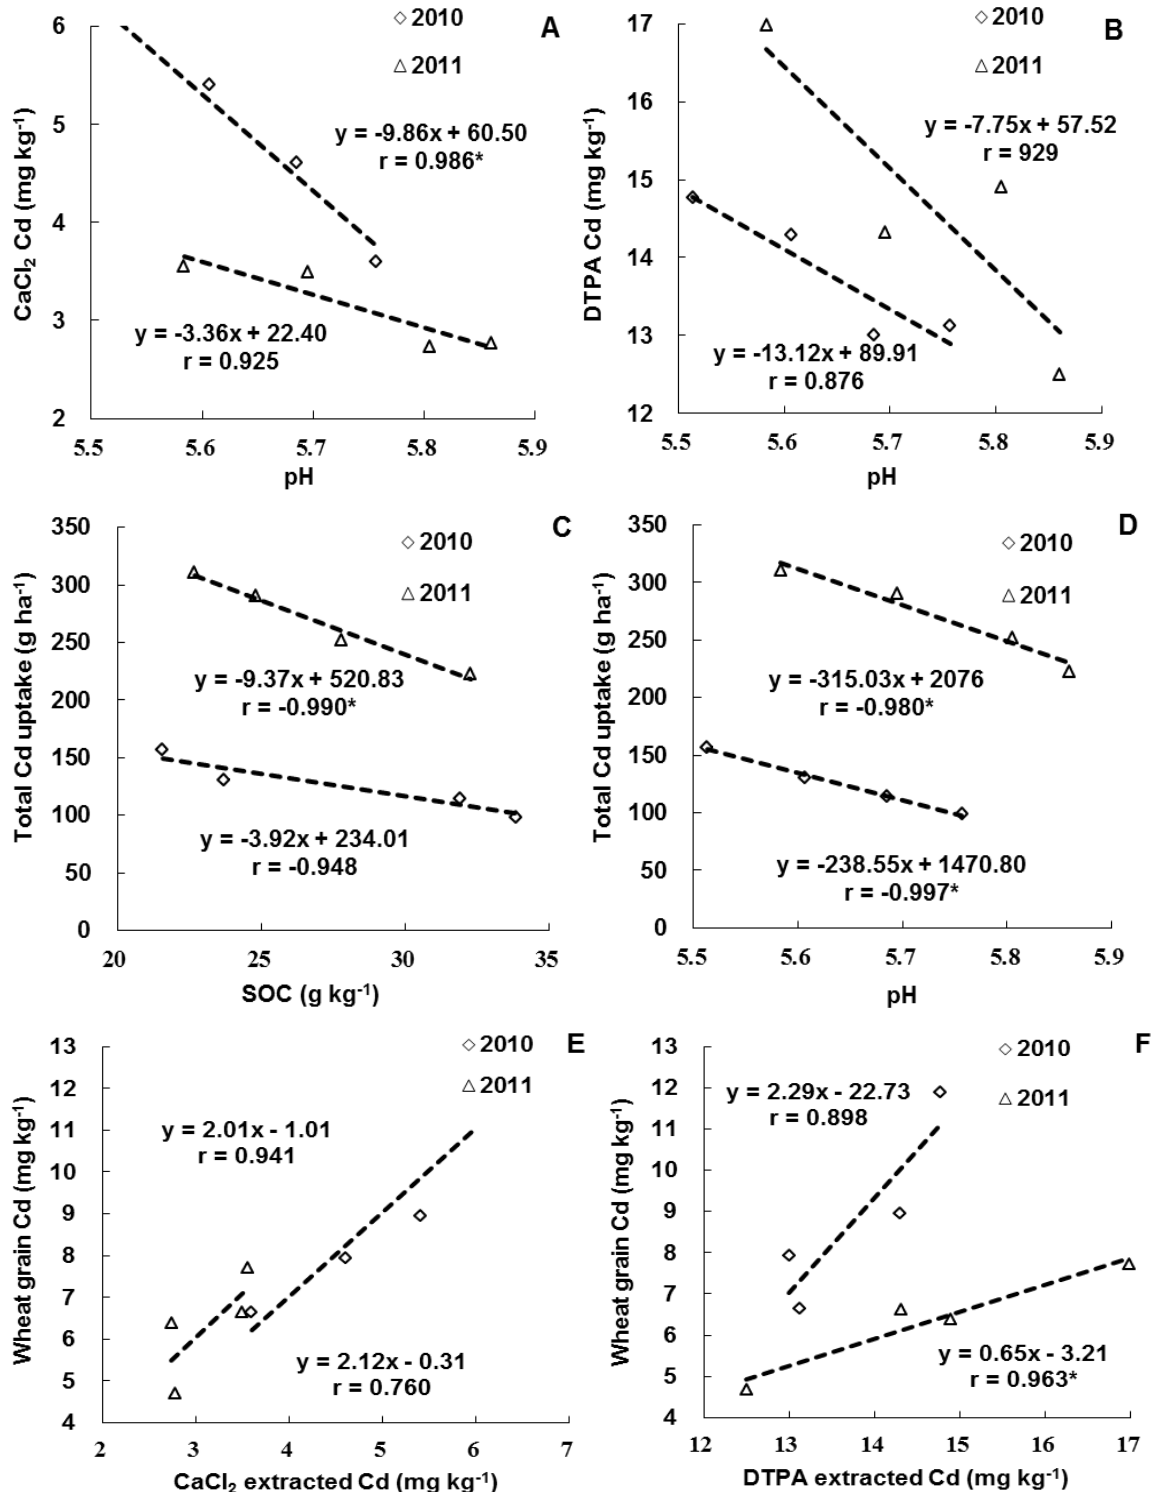 A
◇ 2010
△ 2011
y = -9.86x + 60.50
r = 0.986*
y = -3.36x + 22.40
r = 0.925
CaCl₂ Cd (mg kg⁻¹)
6
5
4
3
2
5.5 5.6 5.7 5.8 5.9
pH
B
◇ 2010
△ 2011
y = -7.75x + 57.52
r = 929
y = -13.12x + 89.91
r = 0.876
DTPA Cd (mg kg⁻¹)
17
16
15
14
13
12
5.5 5.6 5.7 5.8 5.9
pH
C
◇ 2010
△ 2011
y = -9.37x + 520.83
r = -0.990*
y = -3.92x + 234.01
r = -0.948
Total Cd uptake (g ha⁻¹)
350
300
250
200
150
100
50
0
20 25 30 35
SOC (g kg⁻¹)
D
◇ 2010
△ 2011
y = -315.03x + 2076
r = -0.980*
y = -238.55x + 1470.80
r = -0.997*
Total Cd uptake (g ha⁻¹)
350
300
250
200
150
100
50
0
5.5 5.6 5.7 5.8 5.9
pH
E
◇ 2010
△ 2011
y = 2.01x - 1.01
r = 0.941
y = 2.12x - 0.31
r = 0.760
Wheat grain Cd (mg kg⁻¹)
13
12
11
10
9
8
7
6
5
4
2 3 4 5 6 7
CaCl₂ extracted Cd (mg kg⁻¹)
F
◇ 2010
△ 2011
y = 2.29x - 22.73
r = 0.898
y = 0.65x - 3.21
r = 0.963*
Wheat grain Cd (mg kg⁻¹)
13
12
11
10
9
8
7
6
5
4
12 13 14 15 16 17
DTPA extracted Cd (mg kg⁻¹)